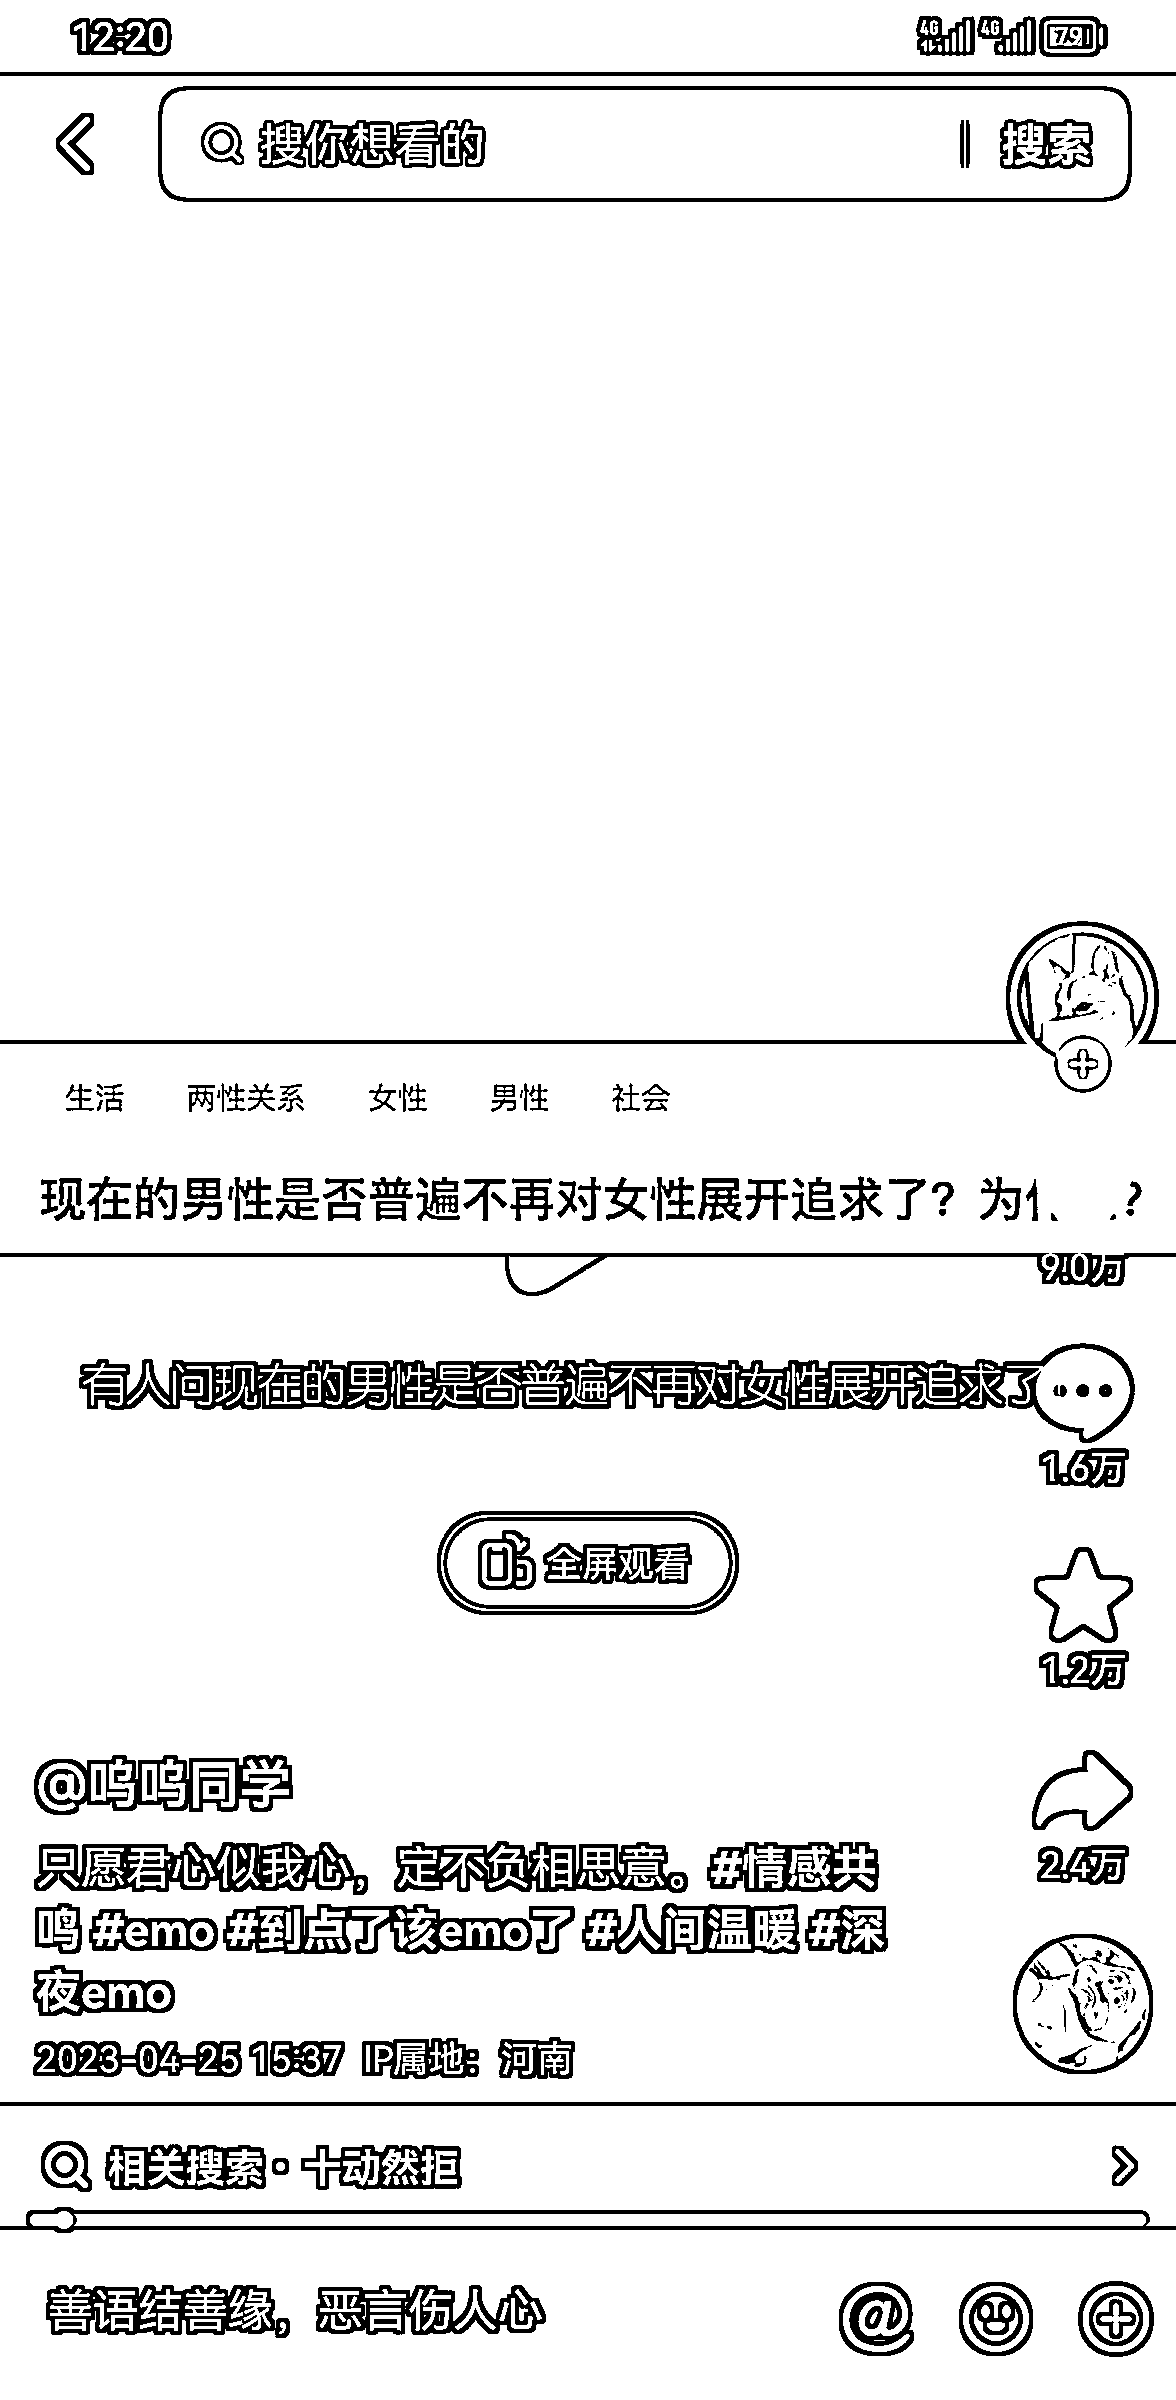 12:20
4G 4G 79
搜你想看的 搜索
生活 两性关系 女性 男性 社会
现在的男性是否普遍不再对女性展开追求了？为 ？
9.0万
有人问现在的男性是否普遍不再对女性展开追求了
1.6万
全屏观看
1.2万
@呜呜同学
2.4万
只愿君心似我心，定不负相思意。#情感共
鸣 #emo #到点了该emo了 #人间温暖 #深
夜emo
2023-04-25 15:37 IP属地：河南
相关搜索·十动然拒
善语结善缘，恶言伤人心